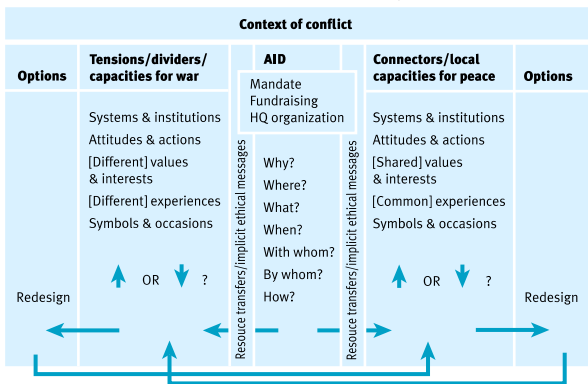 Context of conflict
Options
Tensions/dividers/
capacities for war
Systems & institutions
Attitudes & actions
[Different] values
& interests
[Different] experiences
Symbols & occasions
OR ?
Redesign
Resouce transfers/implicit ethical messages
AID
Mandate
Fundraising
HQ organization
Why?
Where?
What?
When?
With whom?
By whom?
How?
Resouce transfers/implicit ethical messages
Connectors/local
capacities for peace
Systems & institutions
Attitudes & actions
[Shared] values
& interests
[Common] experiences
Symbols & occasions
OR ?
Options
Redesign